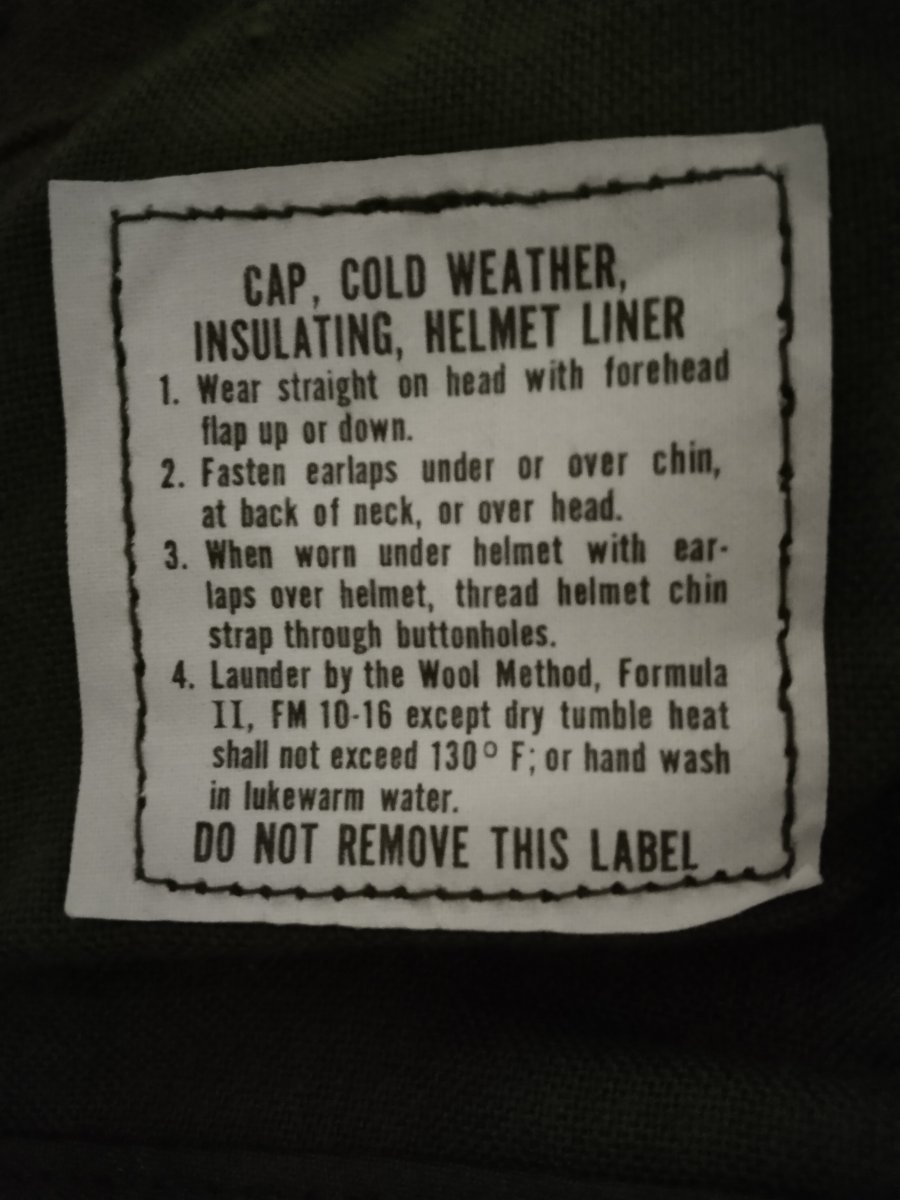 CAP, COLD WEATHER,
INSULATING, HELMET LINER
1. Wear straight on head with forehead
flap up or down.
2. Fasten earlaps under or over chin,
at back of neck, or over head.
3. When worn under helmet with ear-
laps over helmet, thread helmet chin
strap through buttonholes.
4. Launder by the Wool Method, Formula
II, FM 10-16 except dry tumble heat
shall not exceed 130° F; or hand wash
in lukewarm water.
DO NOT REMOVE THIS LABEL